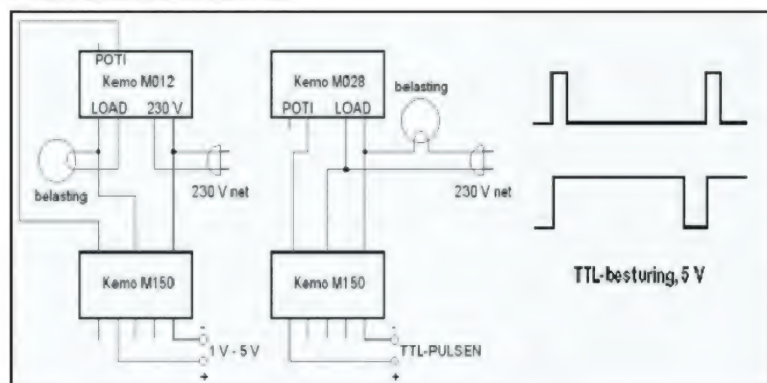 POTI
Kemo M012
LOAD 230 V
belasting
230 V net
Kemo M150
-
1 V - 5 V
+
Kemo M028
POTI LOAD
belasting
230 V net
Kemo M150
-
TTL-PULSEN
+
TTL-besturing, 5 V